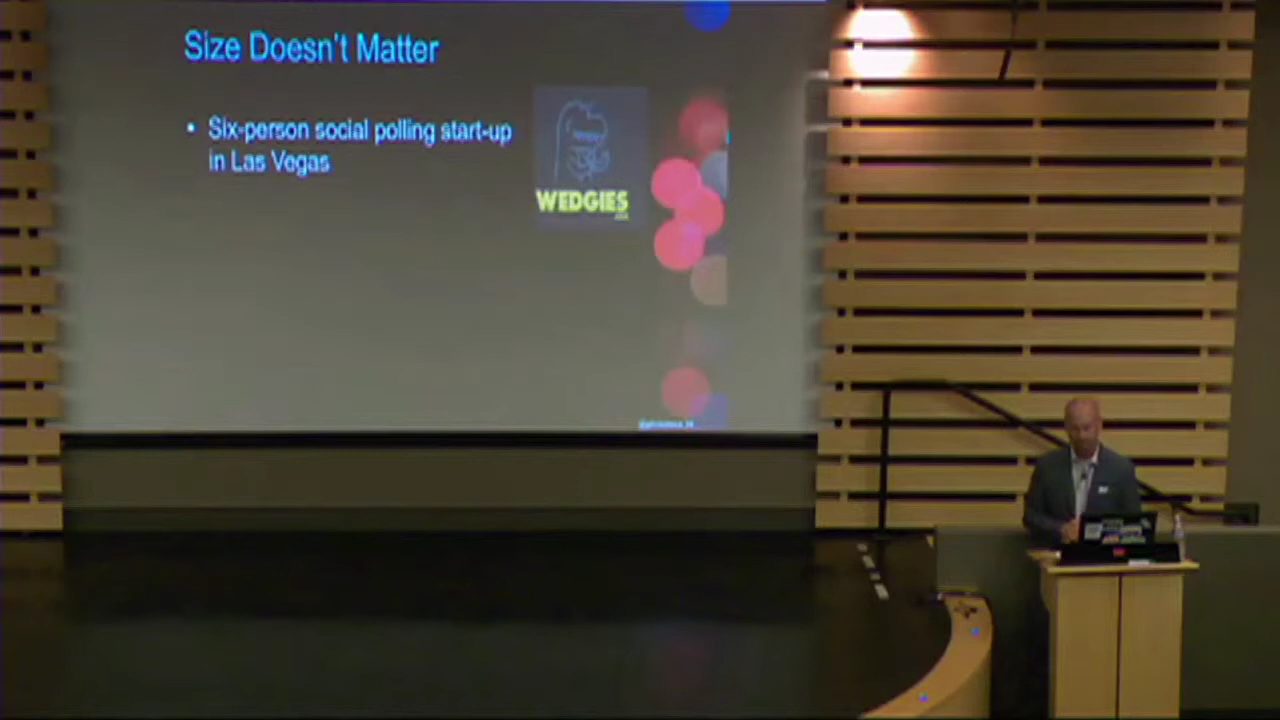 Size Doesn't Matter
• Six-person social polling start-up
in Las Vegas
WEDGIES